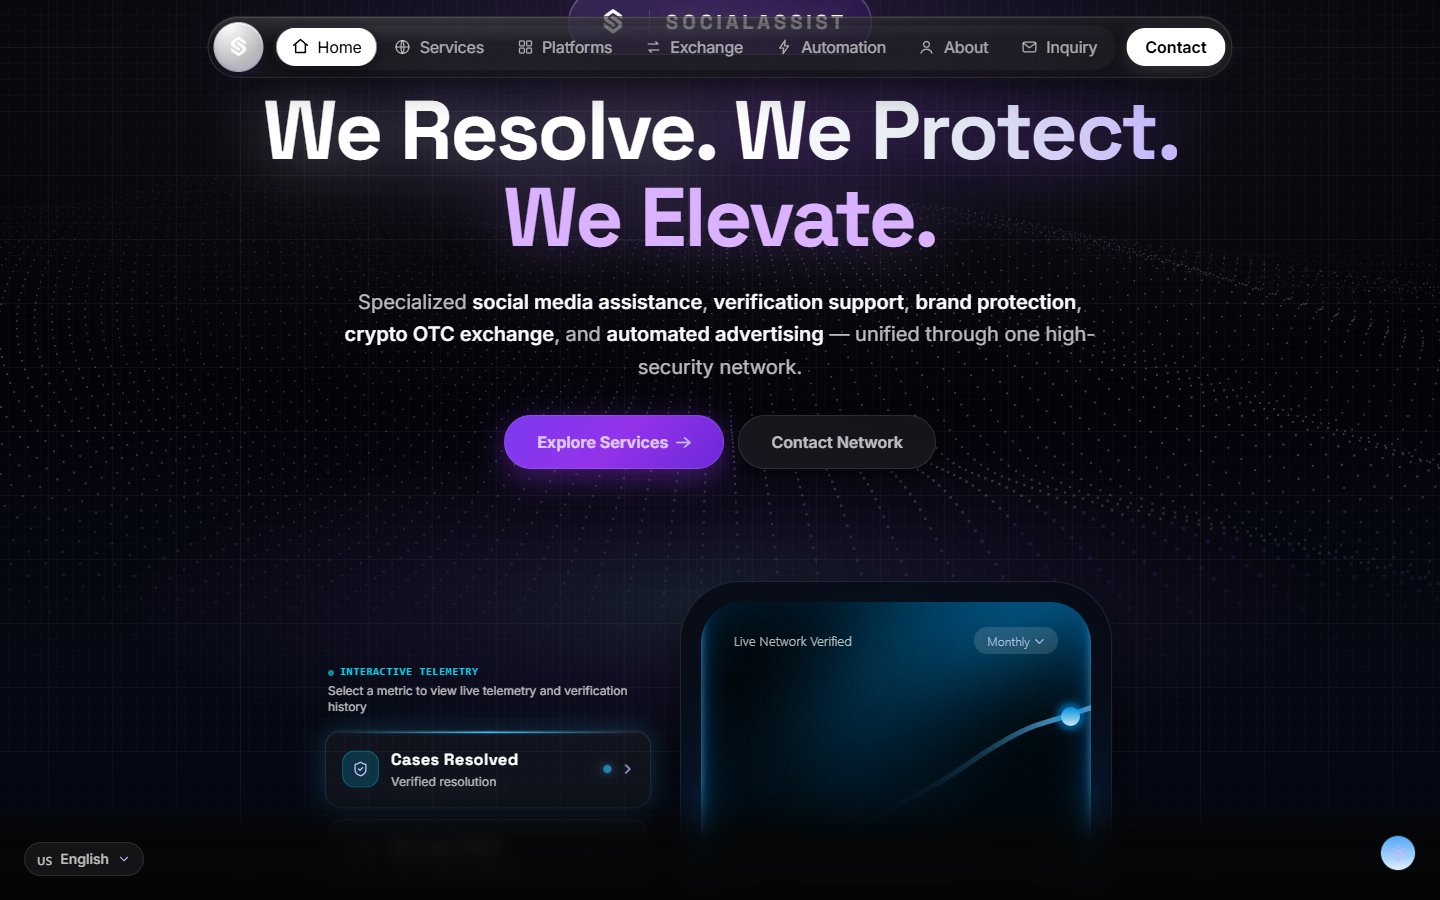 SOCIALASSIST
Home
Services
Platforms
Exchange
Automation
About
Inquiry
Contact
We Resolve. We Protect.
We Elevate.
Specialized social media assistance, verification support, brand protection,
crypto OTC exchange, and automated advertising — unified through one high-
security network.
Explore Services →
Contact Network
INTERACTIVE TELEMETRY
Select a metric to view live telemetry and verification
history
Cases Resolved
Verified resolution
Live Network Verified
Monthly
US English